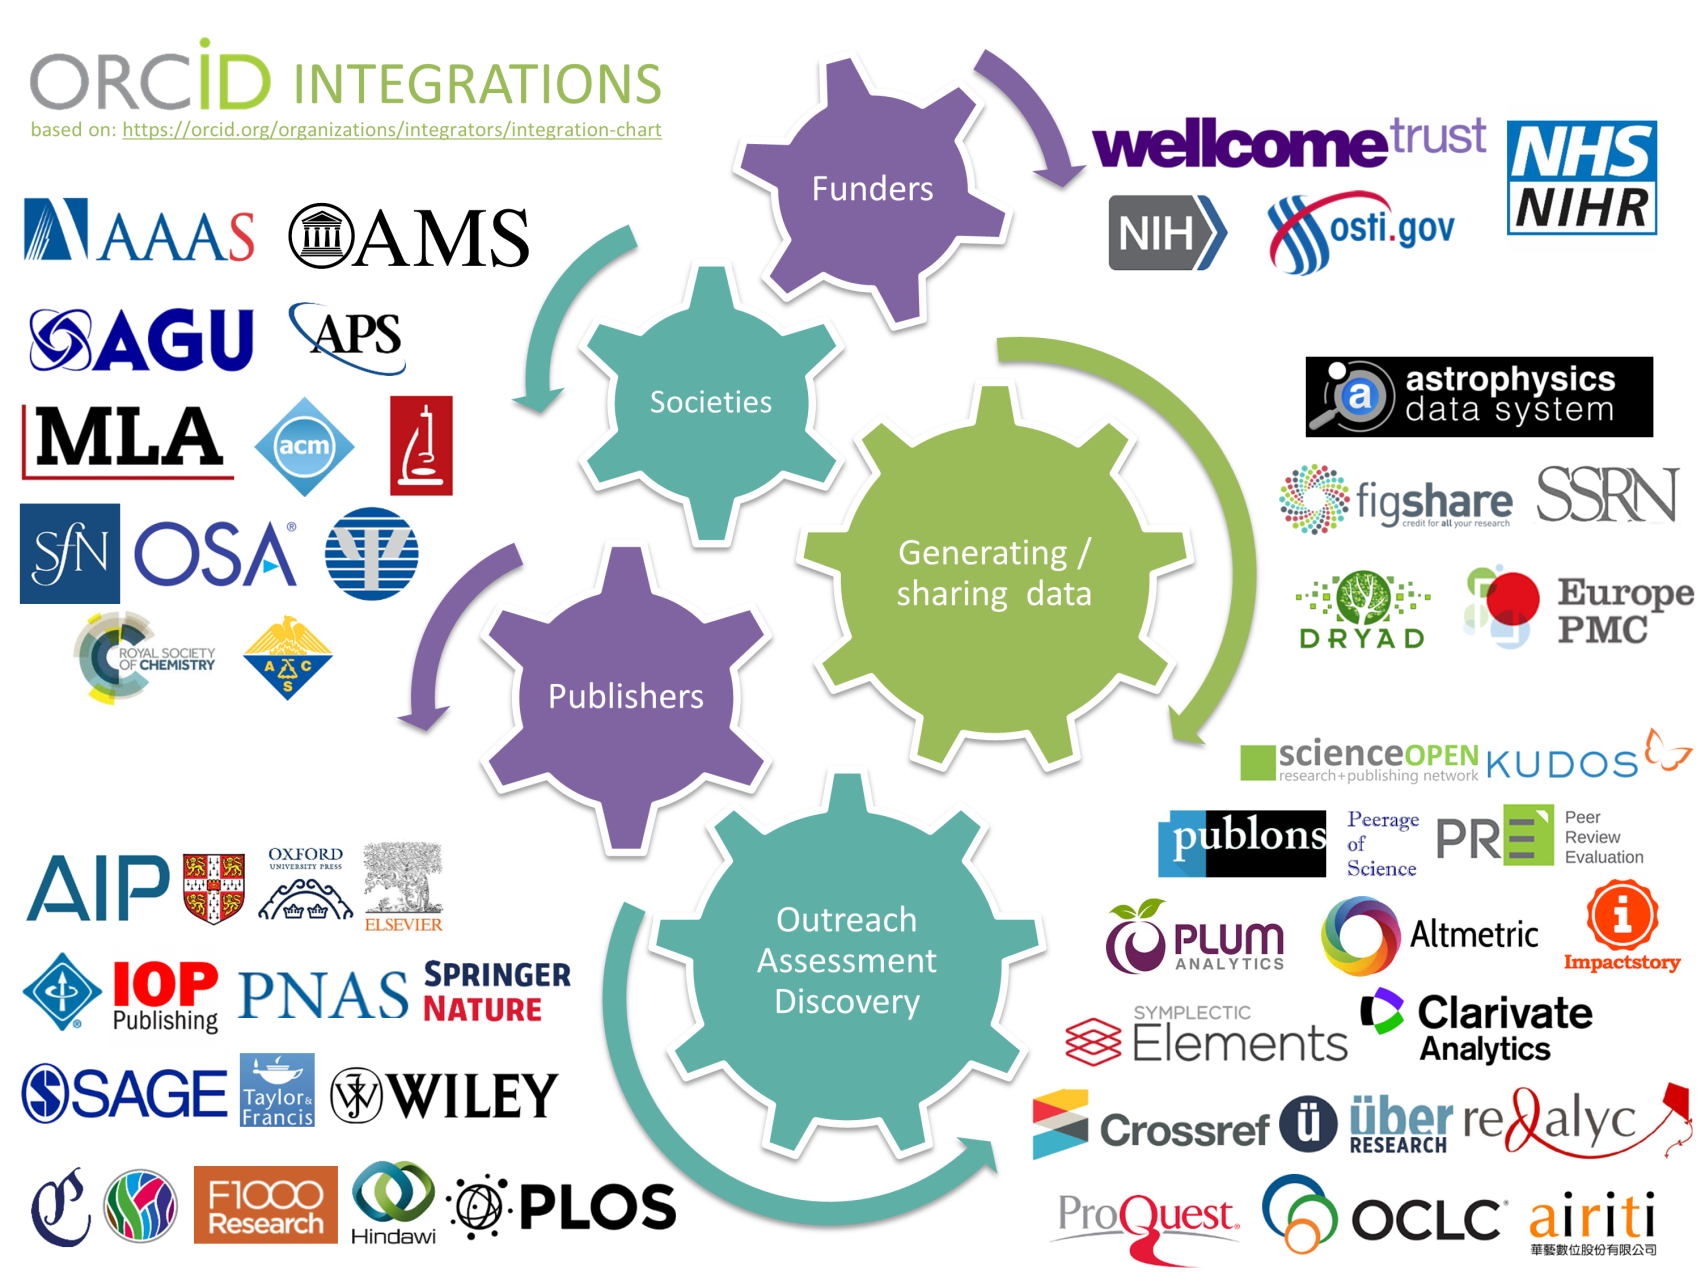 ORCiD INTEGRATIONS
based on: https://orcid.org/organizations/integrators/integration-chart
Funders
wellcometrust
NHS
NIHR
NIH
osti.gov
AAAS
AMS
AGU
APS
MLA
acm
SfN
OSA®
ROYAL SOCIETY
OF CHEMISTRY
A C
S
Societies
Generating /
sharing data
astrophysics
data system
a
figshare
credit for all your research
SSRN
DRYAD
Europe
PMC
Publishers
AIP
OXFORD
UNIVERSITY PRESS
ELSEVIER
IOP
Publishing
PNAS
SPRINGER
NATURE
SAGE
Taylor &
Francis
WILEY
F1000
Research
Hindawi
PLOS
Outreach
Assessment
Discovery
scienceOPEN
research+publishing network
KUDOS
publons
Peerage
of
Science
PRE
Peer
Review
Evaluation
PLUM
ANALYTICS
Altmetric
i
Impactstory
SYMPLECTIC
Elements
Clarivate
Analytics
Crossref
ü
über
RESEARCH
redalyc
ProQuest
OCLC
airiti
華藝數位股份有限公司